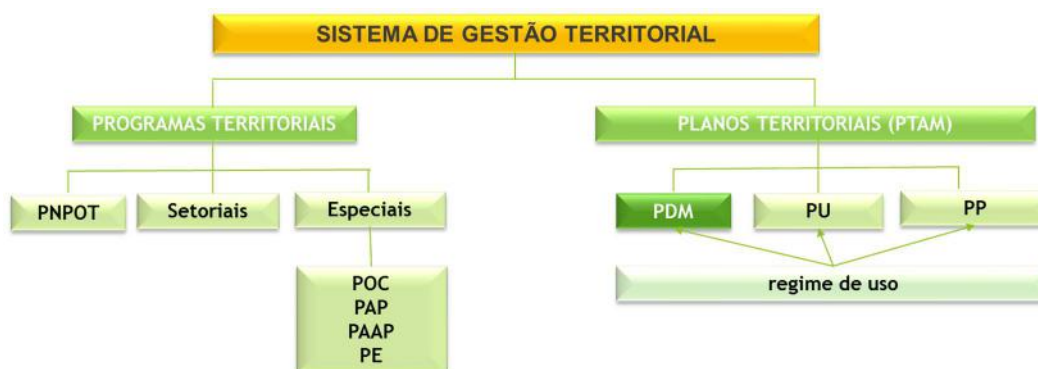 SISTEMA DE GESTÃO TERRITORIAL
PROGRAMAS TERRITORIAIS
PLANOS TERRITORIAIS (PTAM)
PNPOT
Setoriais
Especiais
PDM
PU
PP
POC
PAP
PAAP
PE
regime de uso